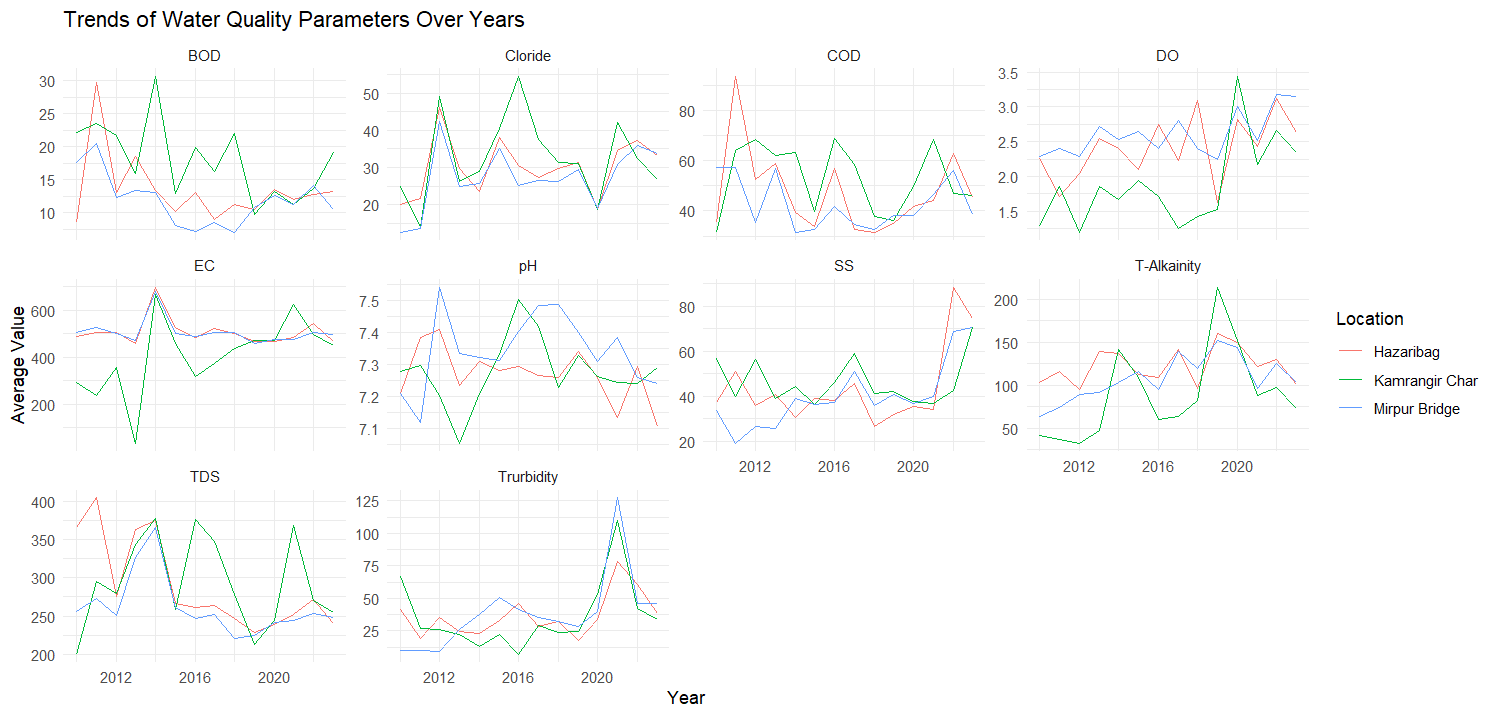 Trends of Water Quality Parameters Over Years
BOD
Cloride
COD
DO
30
25
20
15
10
50
40
30
20
80
60
40
3.5
3.0
2.5
2.0
1.5
EC
pH
SS
T-Alkainity
600
400
200
7.5
7.4
7.3
7.2
7.1
80
60
40
20
200
150
100
50
2012 2016 2020
2012 2016 2020
TDS
Trurbidity
400
350
300
250
200
125
100
75
50
25
2012 2016 2020
2012 2016 2020
Average Value
Year
Location
Hazaribag
Kamrangir Char
Mirpur Bridge